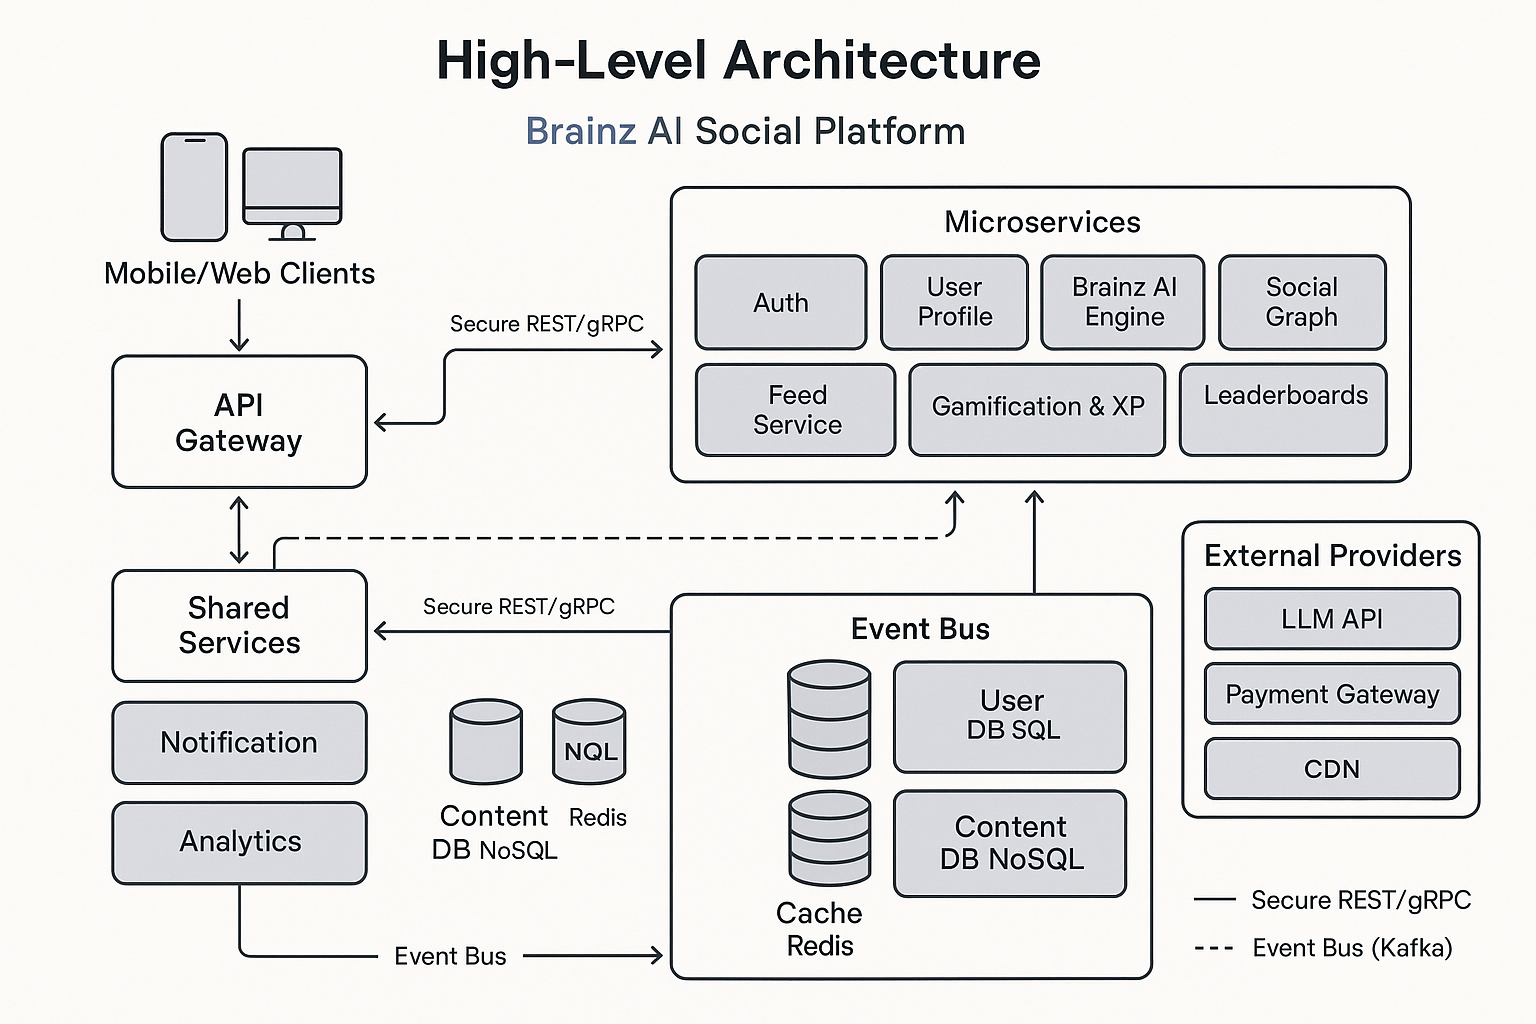 High-Level Architecture
Brainz AI Social Platform
Mobile/Web Clients
API
Gateway
Secure REST/gRPC
Microservices
Auth
User
Profile
Brainz AI
Engine
Social
Graph
Feed
Service
Gamification & XP
Leaderboards
Shared
Services
Notification
Analytics
Secure REST/gRPC
Content
DB NoSQL
NQL
Redis
Event Bus
Event Bus
User
DB SQL
Content
DB NoSQL
Cache
Redis
External Providers
LLM API
Payment Gateway
CDN
Secure REST/gRPC
Event Bus (Kafka)